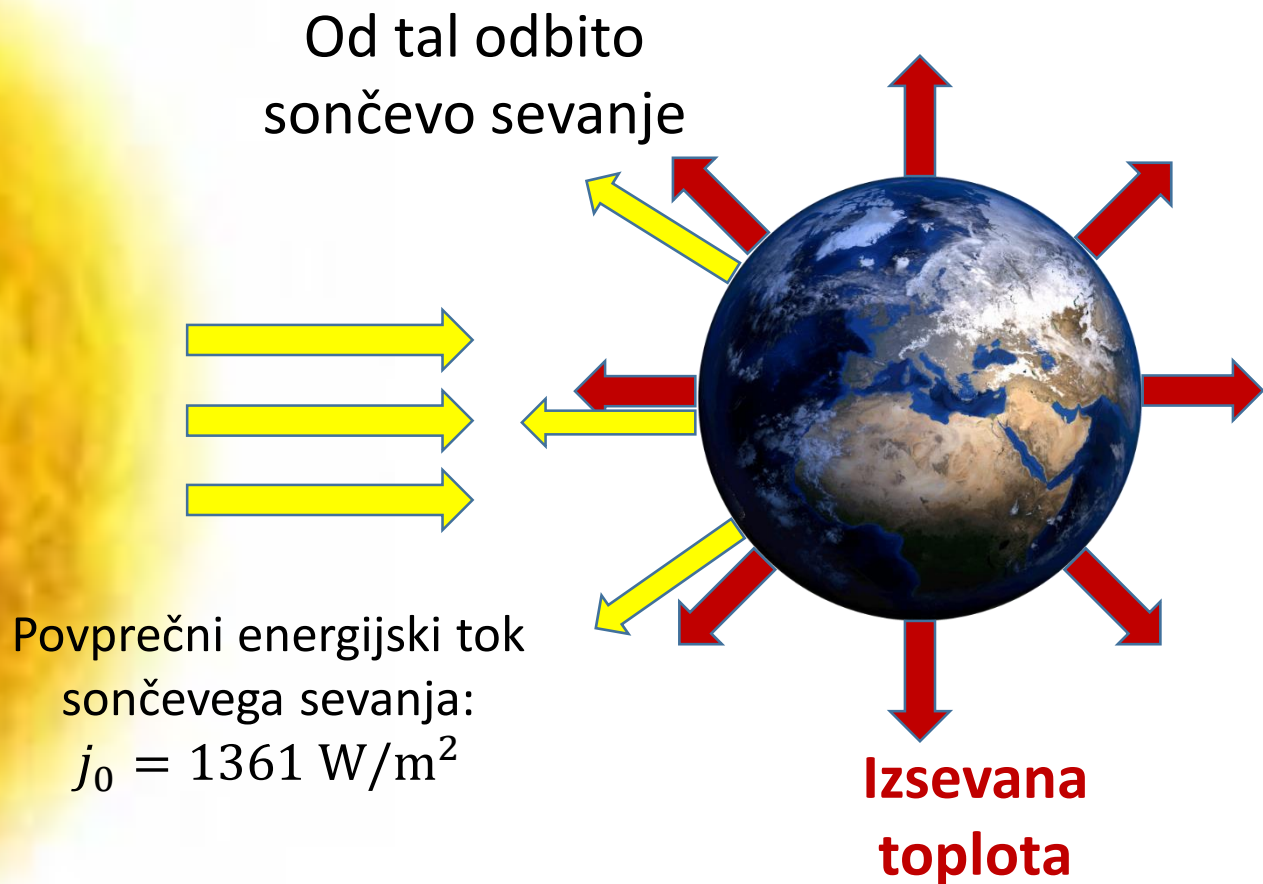 Od tal odbito
sončevo sevanje
Povprečni energijski tok
sončevega sevanja:
j₀ = 1361 W/m²
Izsevana
toplota